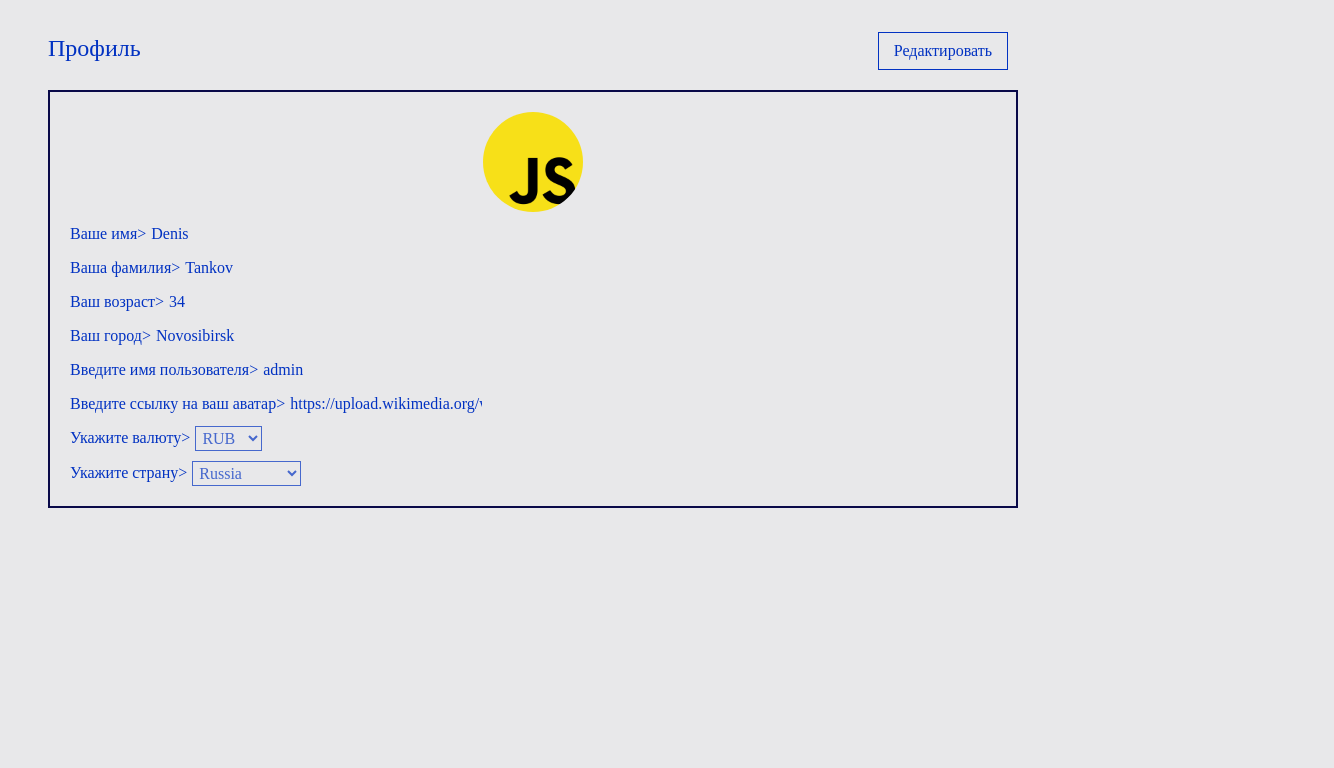 Профиль
Редактировать
JS
Ваше имя> Denis
Ваша фамилия> Tankov
Ваш возраст> 34
Ваш город> Novosibirsk
Введите имя пользователя> admin
Введите ссылку на ваш аватар> https://upload.wikimedia.org/
Укажите валюту> RUB
Укажите страну> Russia